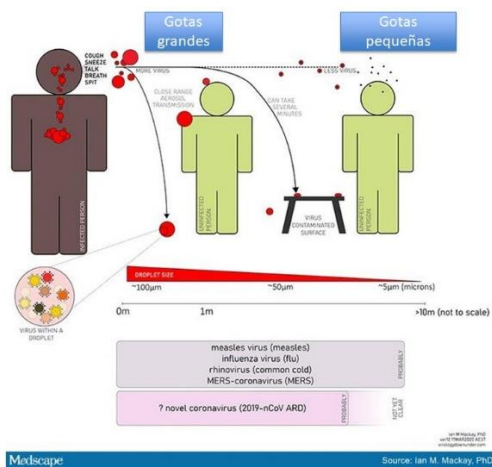 Gotas
grandes
Gotas
pequeñas
COUGH
SNEEZE
TALK
BREATH
SPIT
MORE VIRUS
LESS VIRUS
CLOSE RANGE
AEROSOL
TRANSMISSION
CAN TAKE
SEVERAL
MINUTES
INFECTED PERSON
UNINFECTED
PERSON
VIRUS
CONTAMINATED
SURFACE
UNINFECTED
PERSON
VIRUS WITHIN A
DROPLET
DROPLET SIZE
~100µm ~50µm ~5µm (microns)
0m 1m >10m (not to scale)
measles virus (measles)
influenza virus (flu)
rhinovirus (common cold)
MERS-coronavirus (MERS)
PROBABLY
? novel coronavirus (2019-nCoV ARD)
PROBABLY
NOT YET
CLEAR
Ian M Mackay, PhD
Medscape
Source: Ian M. Mackay, PhD